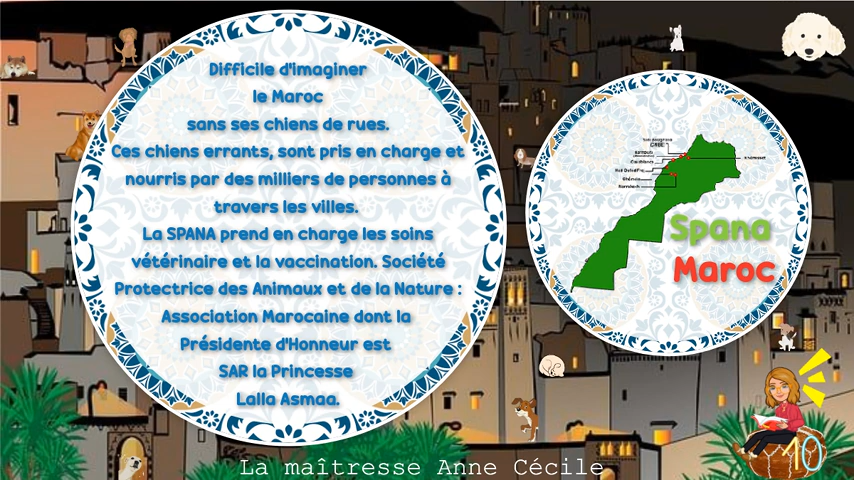 Difficile d'imaginer
le Maroc
sans ses chiens de rues.
Ces chiens errants, sont pris en charge et
nourris par des milliers de personnes à
travers les villes.
La SPANA prend en charge les soins
vétérinaire et la vaccination. Société
Protectrice des Animaux et de la Nature :
Association Marocaine dont la
Présidente d'Honneur est
SAR la Princesse
Lalla Asmaa.
Spana
Maroc
10
La maîtresse Anne Cécile